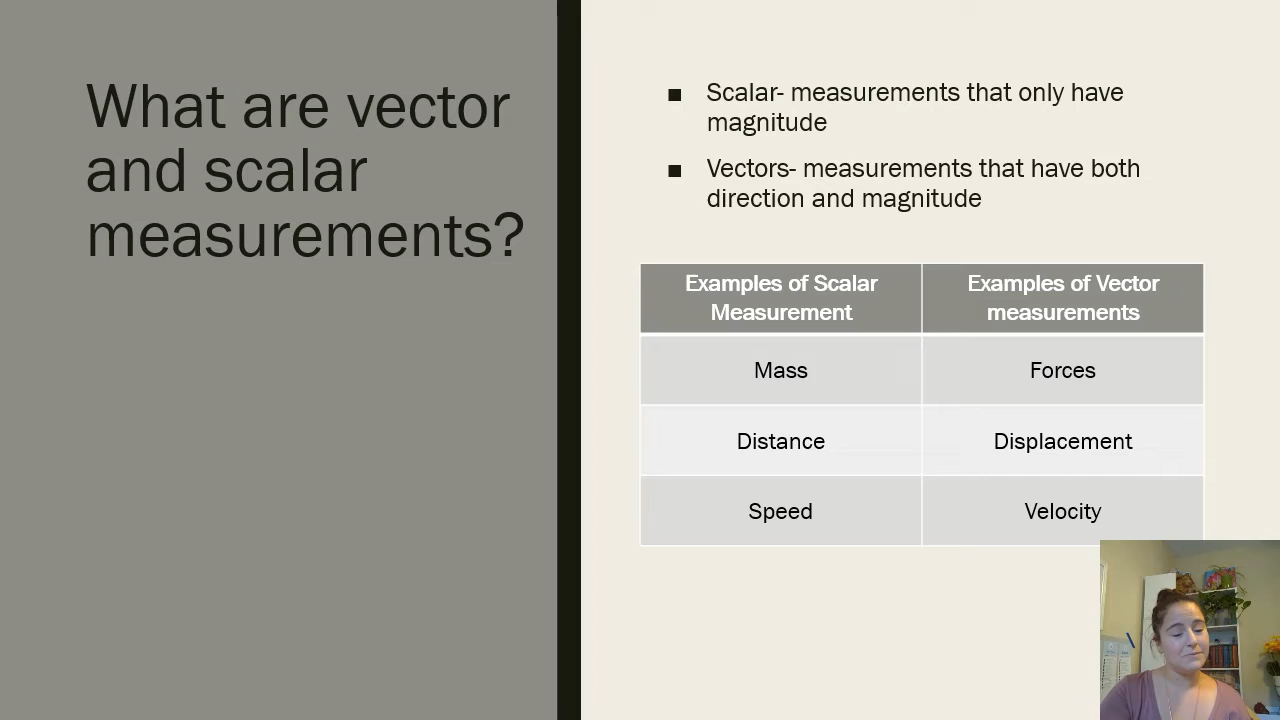 What are vector
and scalar
measurements?
■ Scalar- measurements that only have
magnitude
■ Vectors- measurements that have both
direction and magnitude
Examples of Scalar
Measurement
Examples of Vector
measurements
Mass
Forces
Distance
Displacement
Speed
Velocity